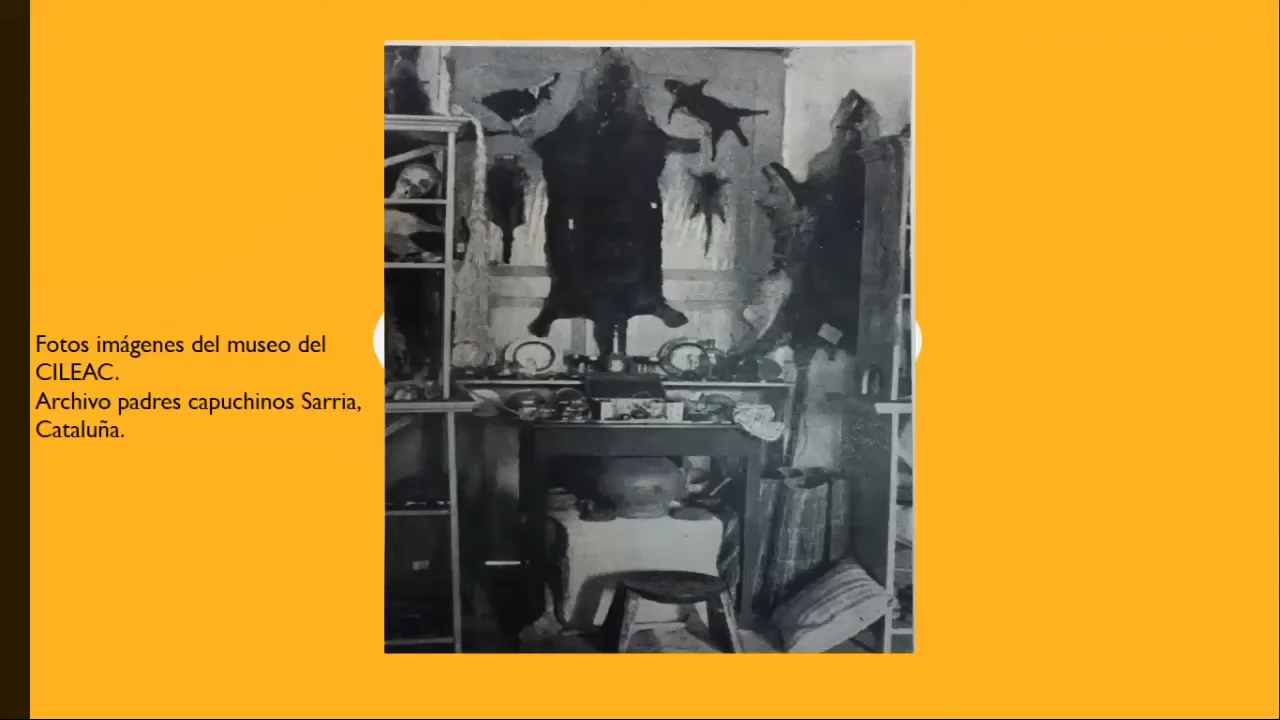 Fotos imágenes del museo del
CILEAC.
Archivo padres capuchinos Sarria,
Cataluña.